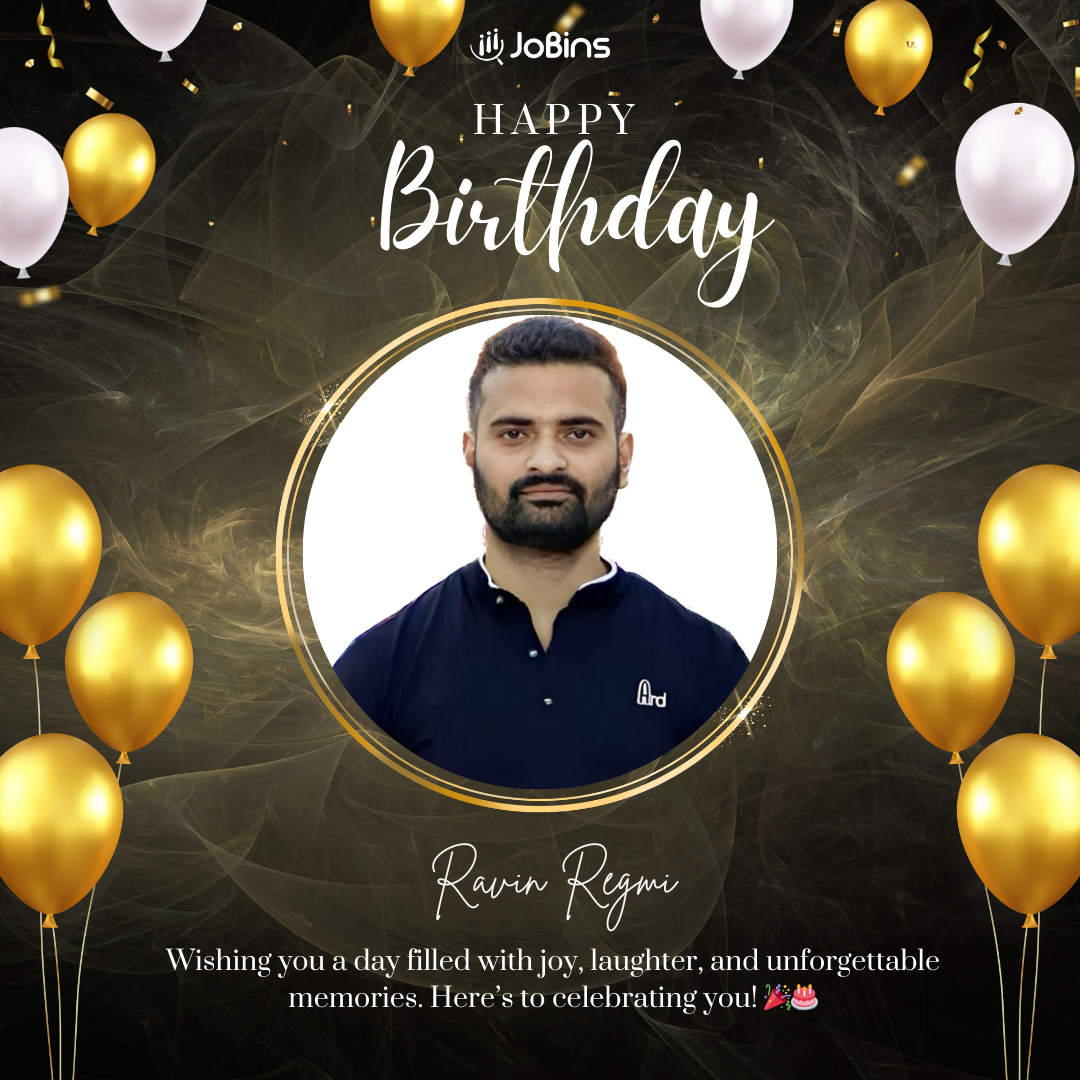 JoBins
HAPPY
Birthday
Ard
Ravin Regmi
Wishing you a day filled with joy, laughter, and unforgettable
memories. Here’s to celebrating you! 🎉🎂